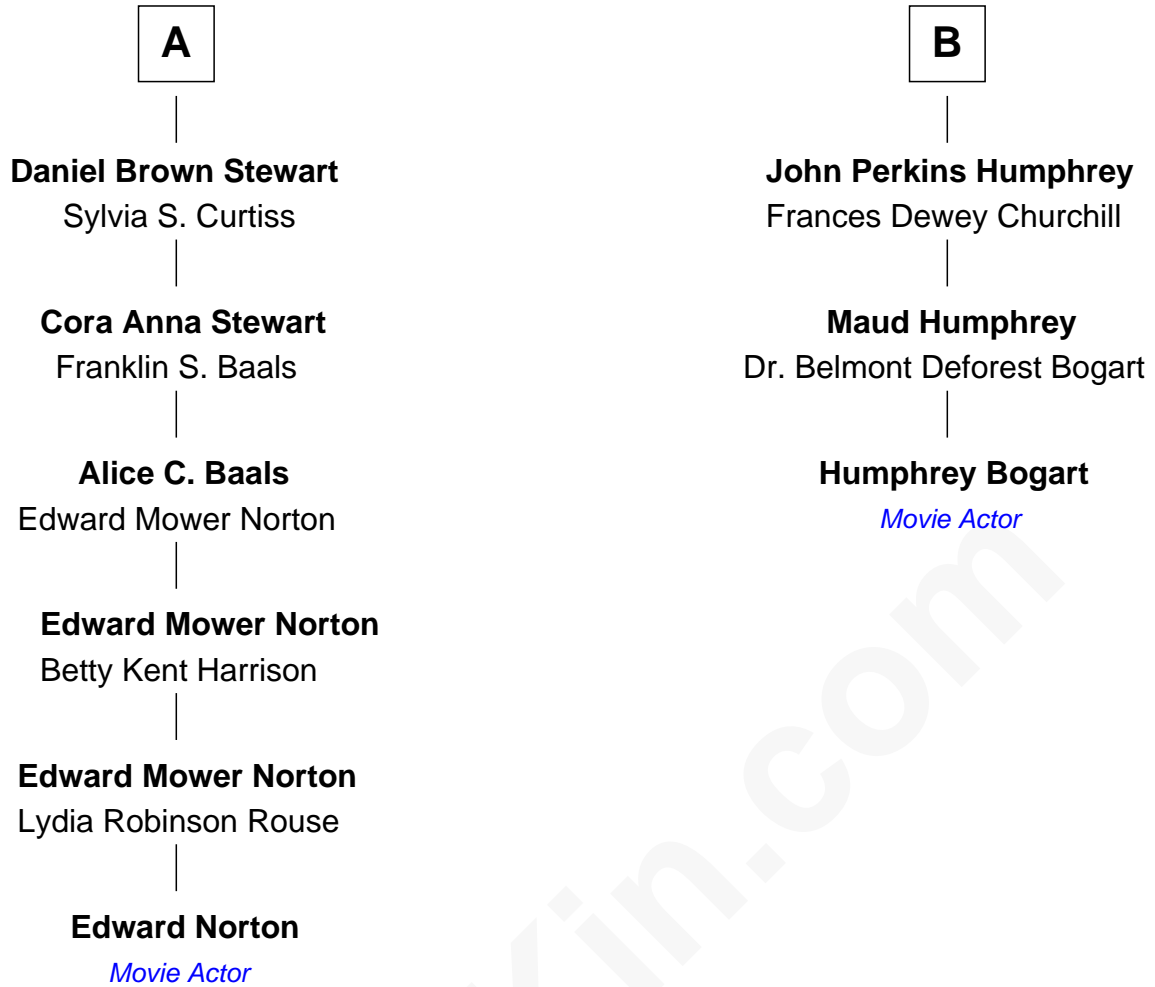 A
Daniel Brown Stewart
Sylvia S. Curtiss
Cora Anna Stewart
Franklin S. Baals
Alice C. Baals
Edward Mower Norton
Edward Mower Norton
Betty Kent Harrison
Edward Mower Norton
Lydia Robinson Rouse
Edward Norton
Movie Actor
B
John Perkins Humphrey
Frances Dewey Churchill
Maud Humphrey
Dr. Belmont Deforest Bogart
Humphrey Bogart
Movie Actor